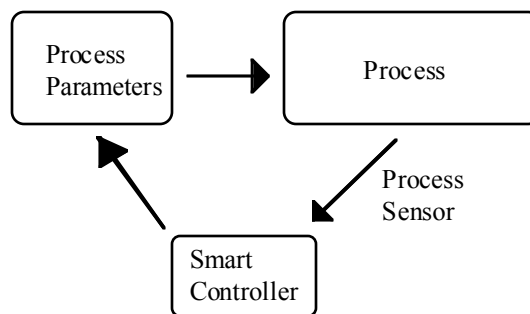 Process
Parameters
Process
Process
Sensor
Smart
Controller